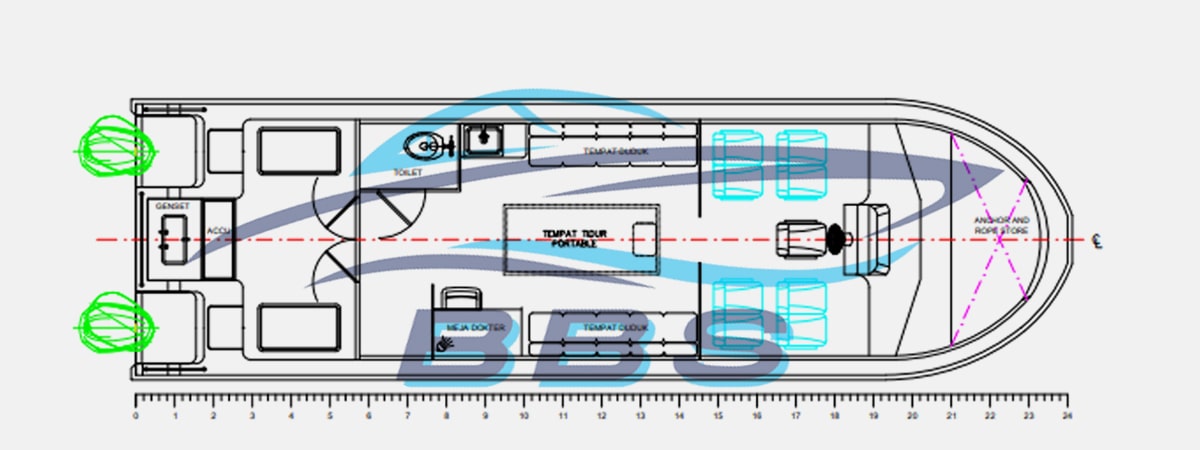 TEMPAT DUDUK
TOILET
GENSET
ACCU
TEMPAT TIDUR
PORTABLE
ANCHOR AND
ROPE STORE
℄
MEJA DOKTER
TEMPAT DUDUK
BBS
0 1 2 3 4 5 6 7 8 9 10 11 12 13 14 15 16 17 18 19 20 21 22 23 24